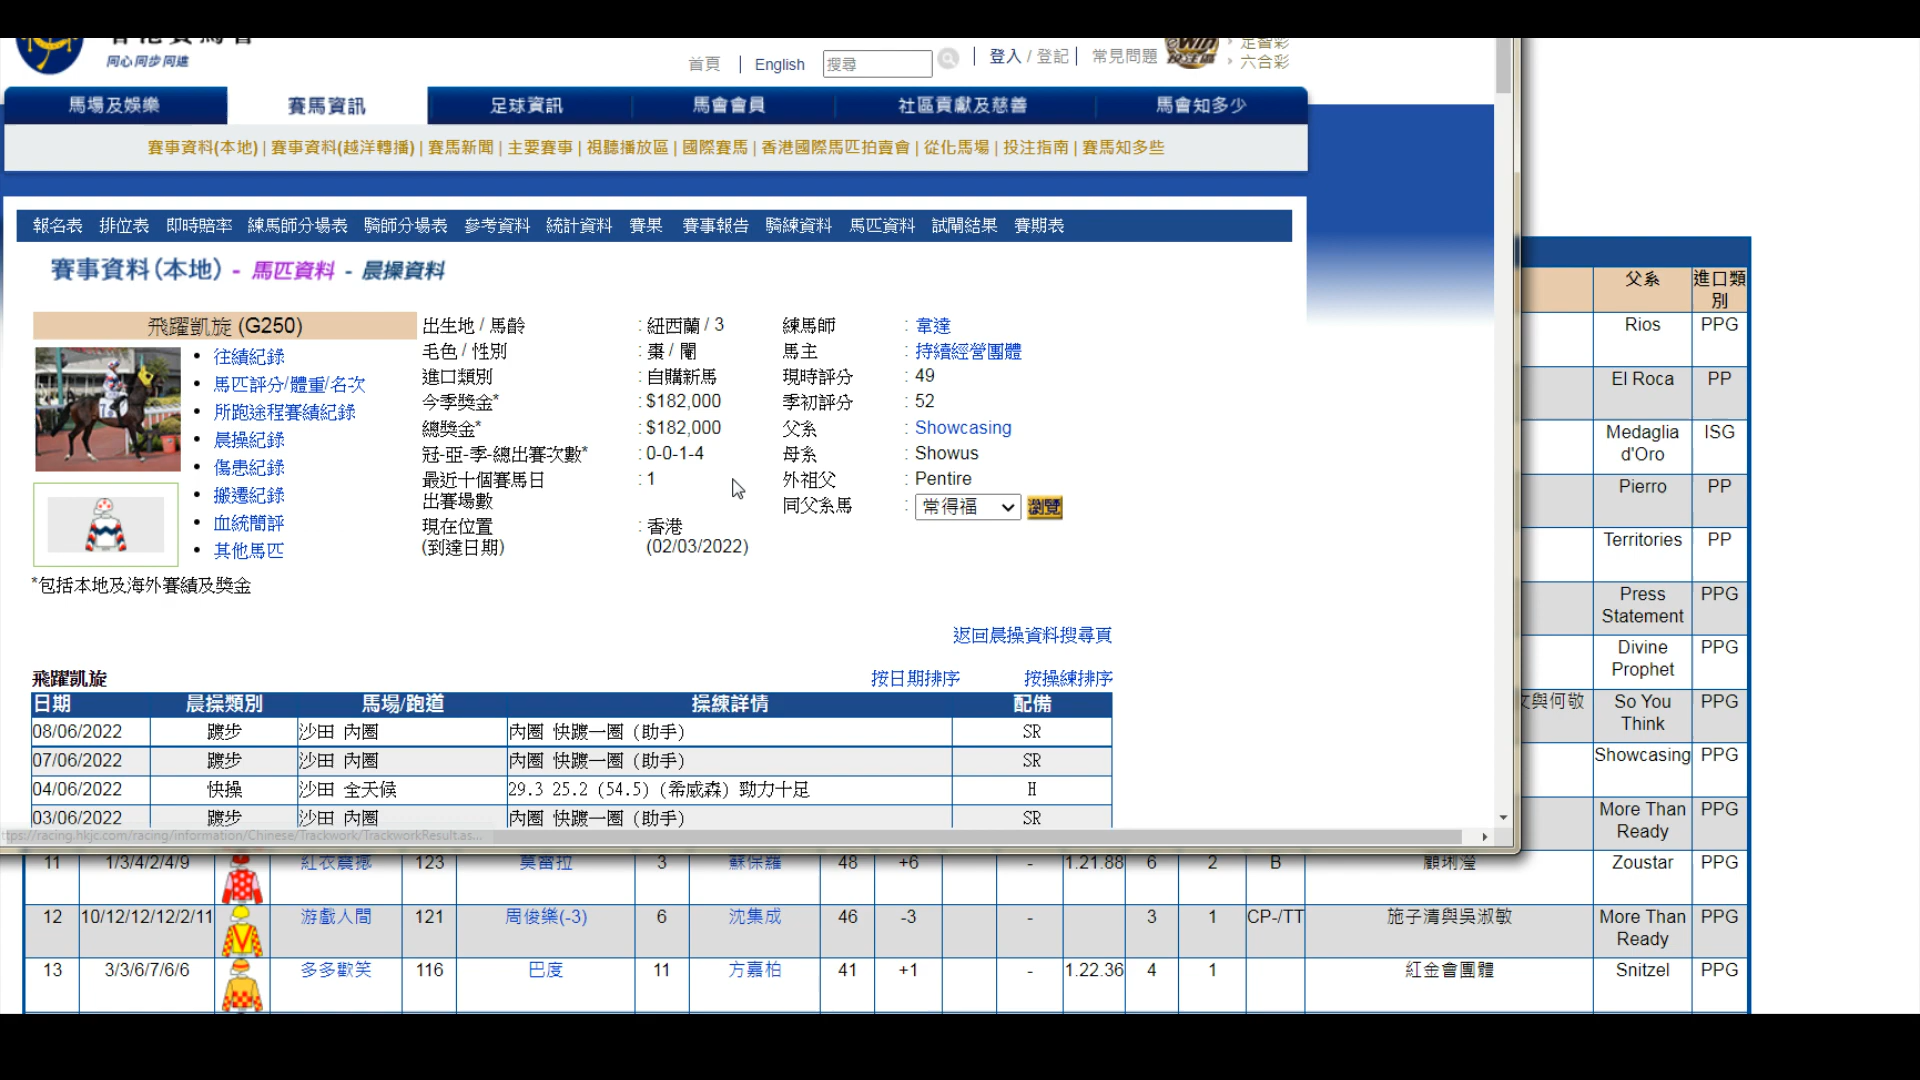 同心同步同進
首頁 | English 搜尋 | 登入 / 登記 | 常見問題
足智彩
六合彩
馬場及娛樂 賽馬資訊 足球資訊 馬會會員 社區貢獻及慈善 馬會知多少
賽事資料(本地) | 賽事資料(越洋轉播) | 賽馬新聞 | 主要賽事 | 視聽播放區 | 國際賽馬 | 香港國際馬匹拍賣會 | 從化馬場 | 投注指南 | 賽馬知多些
報名表 排位表 即時賠率 練馬師分場表 騎師分場表 參考資料 統計資料 賽果 賽事報告 騎練資料 馬匹資料 試閘結果 賽期表
賽事資料(本地) - 馬匹資料 - 晨操資料
飛躍凱旋 (G250)
• 往績紀錄
• 馬匹評分/體重/名次
• 所跑途程賽績紀錄
• 晨操紀錄
• 傷患紀錄
• 搬遷紀錄
• 血統簡評
• 其他馬匹
*包括本地及海外賽績及獎金
出生地 / 馬齡 : 紐西蘭 / 3
毛色 / 性別 : 棗 / 閹
進口類別 : 自購新馬
今季獎金* : $182,000
總獎金* : $182,000
冠-亞-季-總出賽次數* : 0-0-1-4
最近十個賽馬日 : 1
出賽場數
現在位置 : 香港
(到達日期) (02/03/2022)
練馬師 : 韋達
馬主 : 持續經營團體
現時評分 : 49
季初評分 : 52
父系 : Showcasing
母系 : Showus
外祖父 : Pentire
同父系馬 : 常得福 瀏覽
返回晨操資料搜尋頁
飛躍凱旋 按日期排序 按操練排序
日期 晨操類別 馬場/跑道 操練詳情 配備
08/06/2022 踱步 沙田 內圈 內圈 快踱一圈 (助手) SR
07/06/2022 踱步 沙田 內圈 內圈 快踱一圈 (助手) SR
04/06/2022 快操 沙田 全天候 29.3 25.2 (54.5) (希威森) 勁力十足 H
03/06/2022 踱步 沙田 內圈 內圈 快踱一圈 (助手) SR
ttps://racing.hkjc.com/racing/information/Chinese/Trackwork/TrackworkResult.as...
父系 進口類別
Rios PPG
El Roca PP
Medaglia d'Oro ISG
Pierro PP
Territories PP
Press Statement PPG
Divine Prophet PPG
文與何敬 So You Think PPG
Showcasing PPG
More Than Ready PPG
11 1/3/4/2/4/9 紅衣震撼 123 莫雷拉 3 蘇保羅 48 +6 - 1.21.88 6 2 B 顧琍瀅 Zoustar PPG
12 10/12/12/12/2/11 游戲人間 121 周俊樂(-3) 6 沈集成 46 -3 - 3 1 CP-/TT 施子清與吳淑敏 More Than Ready PPG
13 3/3/6/7/6/6 多多歡笑 116 巴度 11 方嘉柏 41 +1 - 1.22.36 4 1 紅金會團體 Snitzel PPG